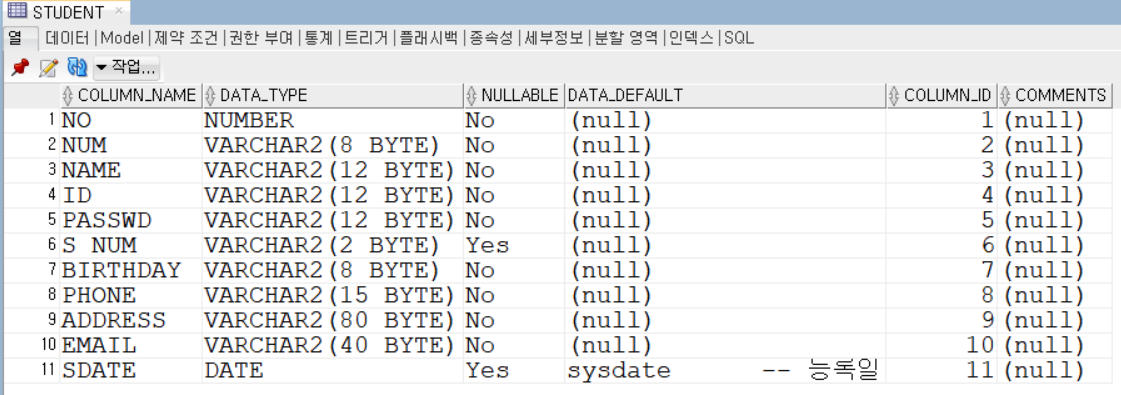 STUDENT
열 데이터 |Model |제약 조건 |권한 부여 |통계 |트리거 |플래시백 |종속성 |세부정보 |분할 영역 |인덱스 |SQL
작업...
COLUMN_NAME DATA_TYPE NULLABLE DATA_DEFAULT COLUMN_ID COMMENTS
1 NO NUMBER No (null) 1 (null)
2 NUM VARCHAR2(8 BYTE) No (null) 2 (null)
3 NAME VARCHAR2(12 BYTE) No (null) 3 (null)
4 ID VARCHAR2(12 BYTE) No (null) 4 (null)
5 PASSWD VARCHAR2(12 BYTE) No (null) 5 (null)
6 S_NUM VARCHAR2(2 BYTE) Yes (null) 6 (null)
7 BIRTHDAY VARCHAR2(8 BYTE) No (null) 7 (null)
8 PHONE VARCHAR2(15 BYTE) No (null) 8 (null)
9 ADDRESS VARCHAR2(80 BYTE) No (null) 9 (null)
10 EMAIL VARCHAR2(40 BYTE) No (null) 10 (null)
11 SDATE DATE Yes sysdate -- 등록일 11 (null)